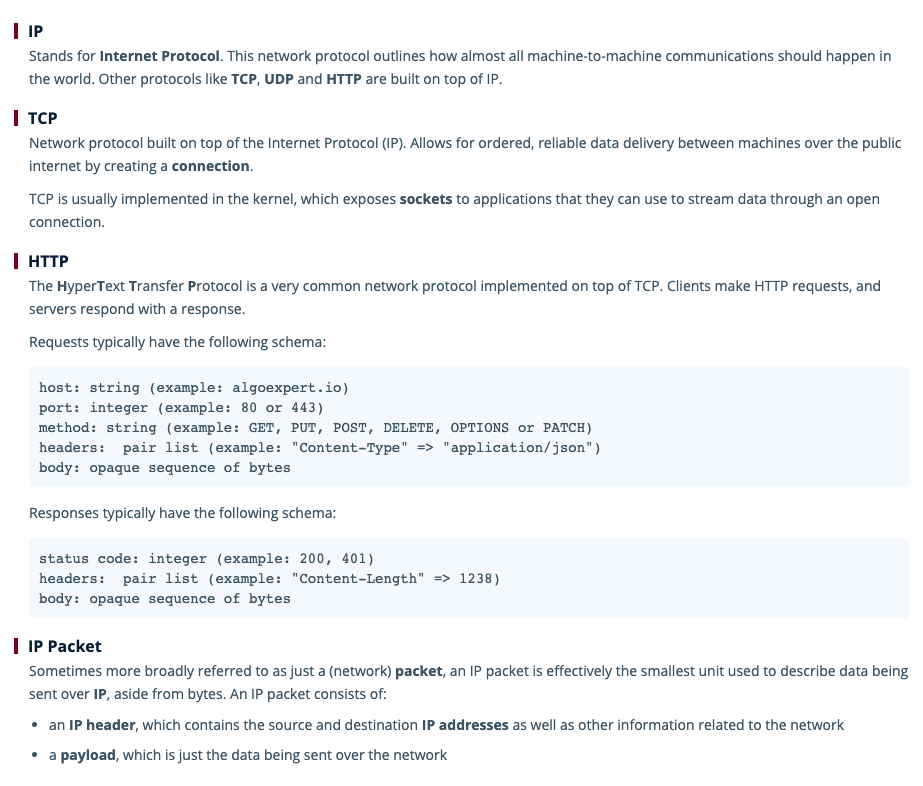 IP
Stands for Internet Protocol. This network protocol outlines how almost all machine-to-machine communications should happen in
the world. Other protocols like TCP, UDP and HTTP are built on top of IP.
TCP
Network protocol built on top of the Internet Protocol (IP). Allows for ordered, reliable data delivery between machines over the public
internet by creating a connection.
TCP is usually implemented in the kernel, which exposes sockets to applications that they can use to stream data through an open
connection.
HTTP
The HyperText Transfer Protocol is a very common network protocol implemented on top of TCP. Clients make HTTP requests, and
servers respond with a response.
Requests typically have the following schema:
host: string (example: algoexpert.io)
port: integer (example: 80 or 443)
method: string (example: GET, PUT, POST, DELETE, OPTIONS or PATCH)
headers:  pair list (example: "Content-Type" => "application/json")
body: opaque sequence of bytes
Responses typically have the following schema:
status code: integer (example: 200, 401)
headers:  pair list (example: "Content-Length" => 1238)
body: opaque sequence of bytes
IP Packet
Sometimes more broadly referred to as just a (network) packet, an IP packet is effectively the smallest unit used to describe data being
sent over IP, aside from bytes. An IP packet consists of:
• an IP header, which contains the source and destination IP addresses as well as other information related to the network
• a payload, which is just the data being sent over the network